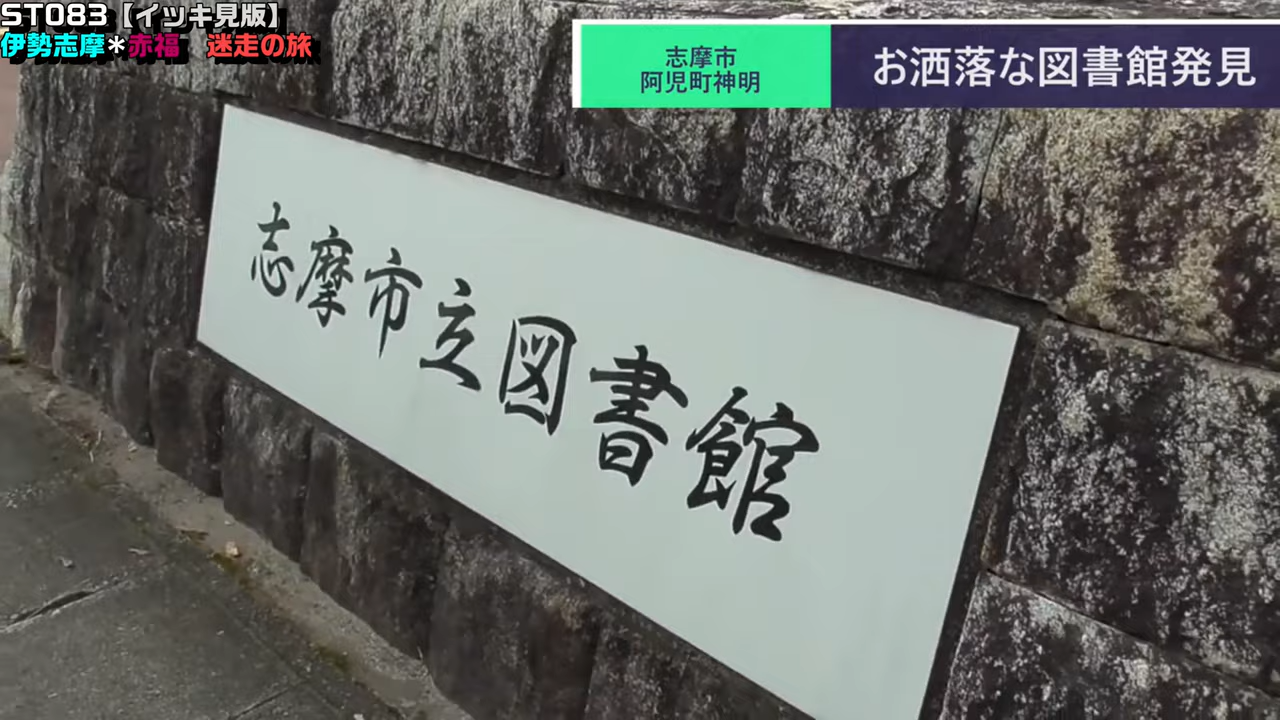 ST083【イッキ見版】
伊勢志摩＊赤福　迷走の旅
志摩市
阿児町神明
お洒落な図書館発見
志摩市立図書館